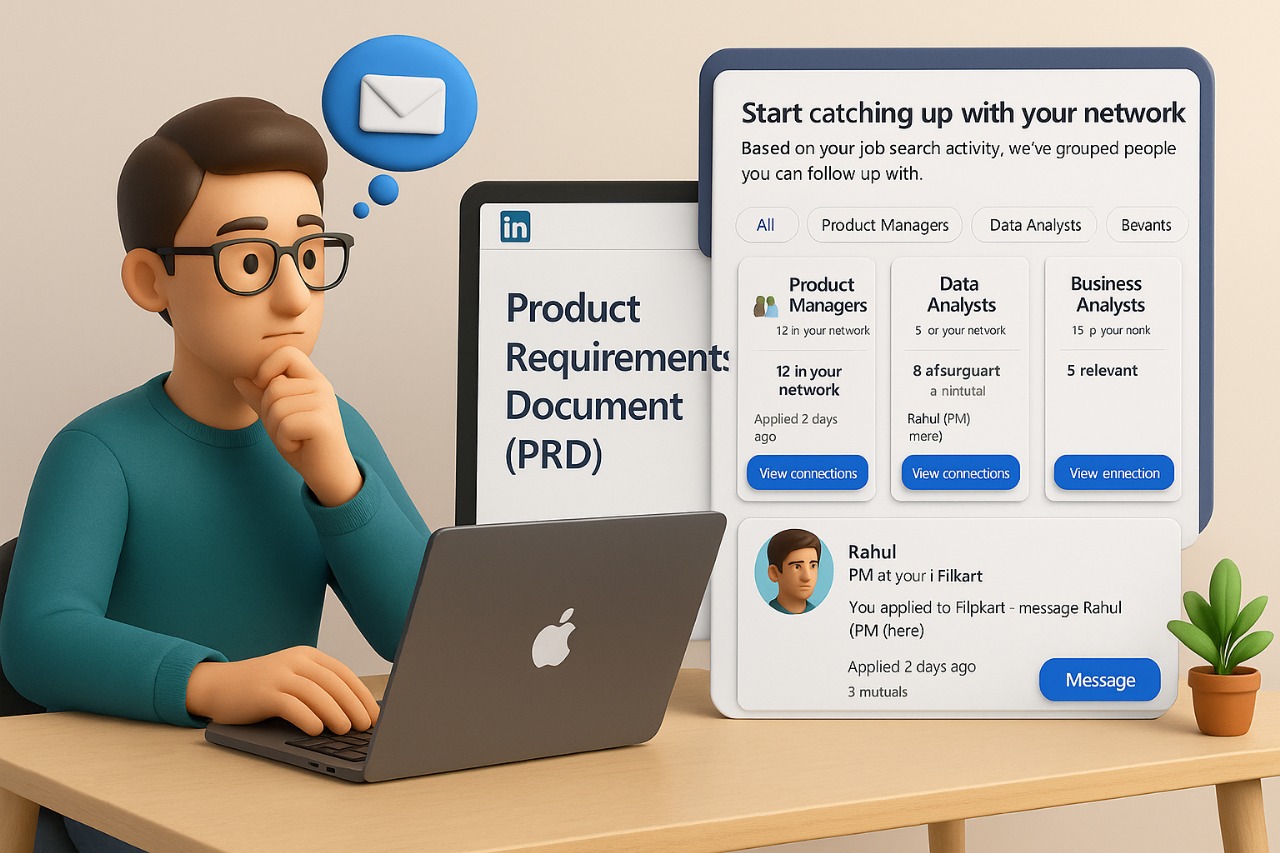 in
Product
Requirements
Document
(PRD)
Start catching up with your network
Based on your job search activity, we've grouped people
you can follow up with.
All
Product Managers
Data Analysts
Bevants
Product
Managers
12 in your network
12 in your
network
Applied 2 days
ago
View connections
Data
Analysts
5 or your netvork
8 afsurguart
a nintutal
Rahul (PM)
mere)
View connections
Business
Analysts
15 p your nonk
5 relevant
View ennection
Rahul
PM at your i Filkart
You applied to Filpkart - message Rahul
(PM (here)
Applied 2 days ago
3 mutuals
Message